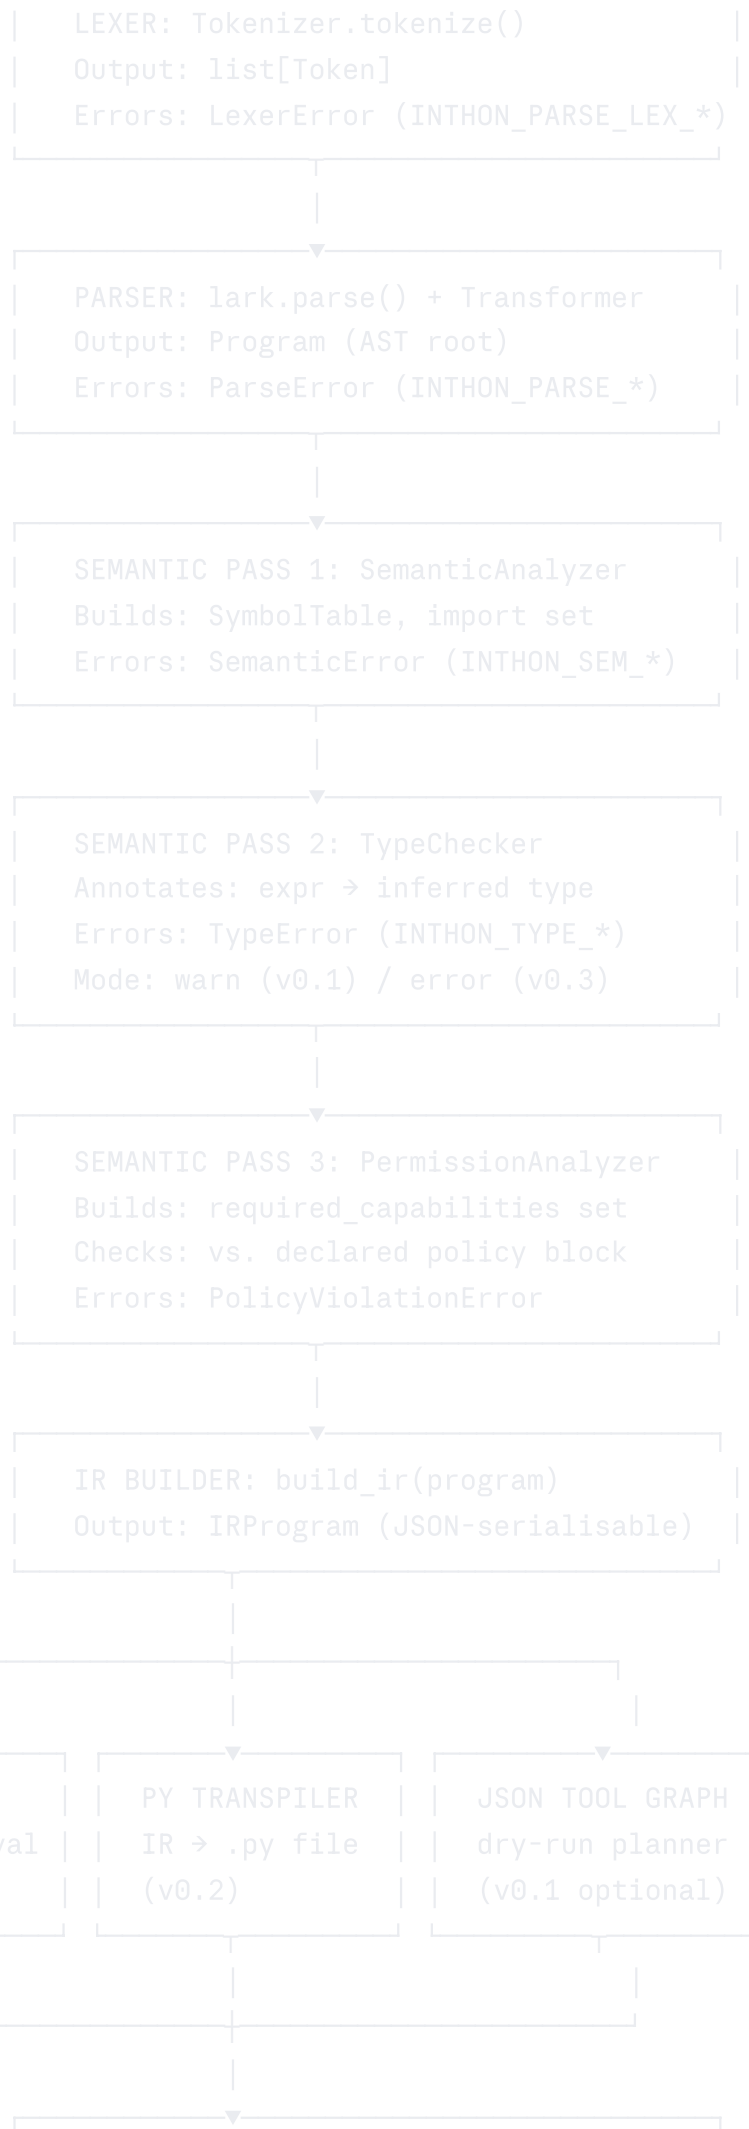 LEXER: Tokenizer.tokenize()
Output: list[Token]
Errors: LexerError (INTHON_PARSE_LEX_*)
PARSER: lark.parse() + Transformer
Output: Program (AST root)
Errors: ParseError (INTHON_PARSE_*)
SEMANTIC PASS 1: SemanticAnalyzer
Builds: SymbolTable, import set
Errors: SemanticError (INTHON_SEM_*)
SEMANTIC PASS 2: TypeChecker
Annotates: expr → inferred type
Errors: TypeError (INTHON_TYPE_*)
Mode: warn (v0.1) / error (v0.3)
SEMANTIC PASS 3: PermissionAnalyzer
Builds: required_capabilities set
Checks: vs. declared policy block
Errors: PolicyViolationError
IR BUILDER: build_ir(program)
Output: IRProgram (JSON-serialisable)
PY TRANSPILER JSON TOOL GRAPH
IR → .py file dry-run planner
(v0.2) (v0.1 optional)